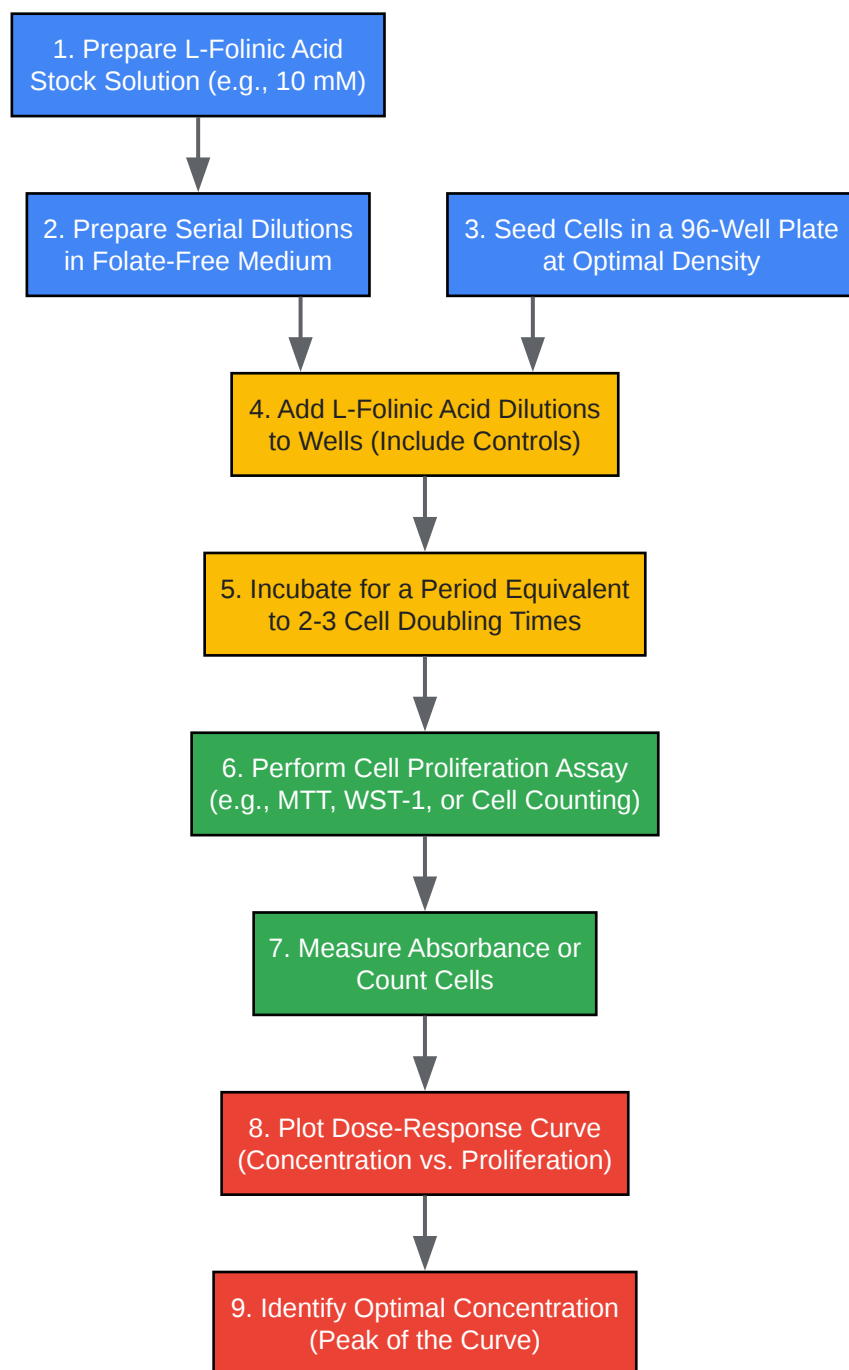 1. Prepare L-Folinic Acid
Stock Solution (e.g., 10 mM)
2. Prepare Serial Dilutions
in Folate-Free Medium
3. Seed Cells in a 96-Well Plate
at Optimal Density
4. Add L-Folinic Acid Dilutions
to Wells (Include Controls)
5. Incubate for a Period Equivalent
to 2-3 Cell Doubling Times
6. Perform Cell Proliferation Assay
(e.g., MTT, WST-1, or Cell Counting)
7. Measure Absorbance or
Count Cells
8. Plot Dose-Response Curve
(Concentration vs. Proliferation)
9. Identify Optimal Concentration
(Peak of the Curve)